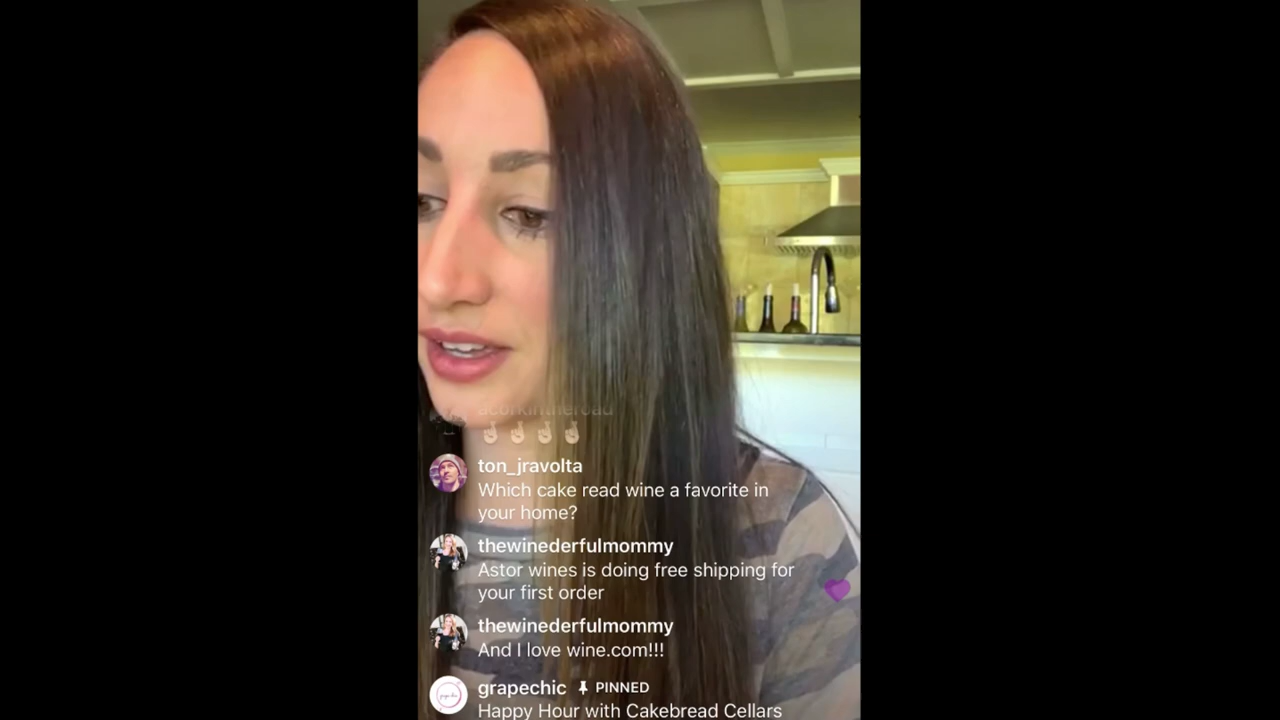 acorkintheroad
ton_jravolta
Which cake read wine a favorite in
your home?
thewinederfulmommy
Astor wines is doing free shipping for
your first order
thewinederfulmommy
And I love wine.com!!!
grapechic PINNED
Happy Hour with Cakebread Cellars